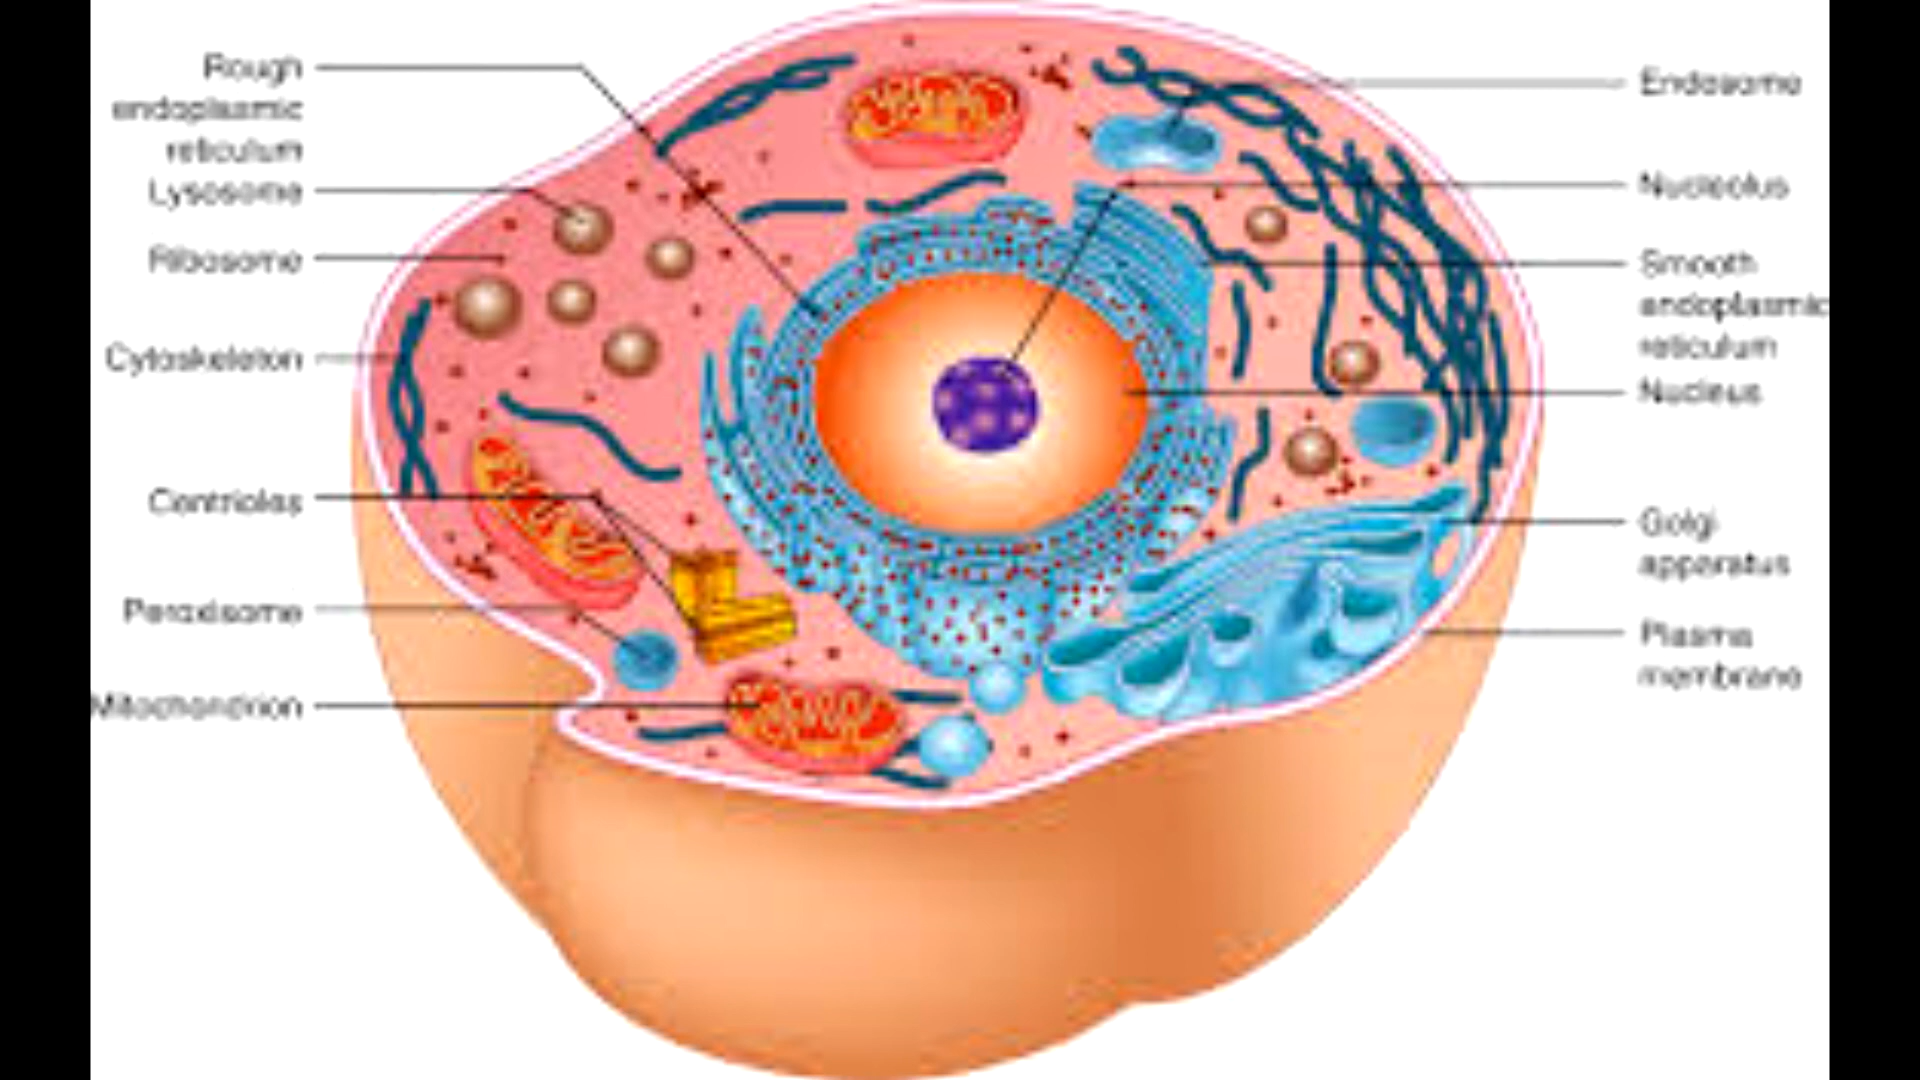 Rough
endoplasmic
reticulum
Lysosome
Ribosome
Cytoskeleton
Centrioles
Peroxisome
Mitochondrion
Endosome
Nucleolus
Smooth
endoplasmic
reticulum
Nucleus
Golgi
apparatus
Plasma
membrane